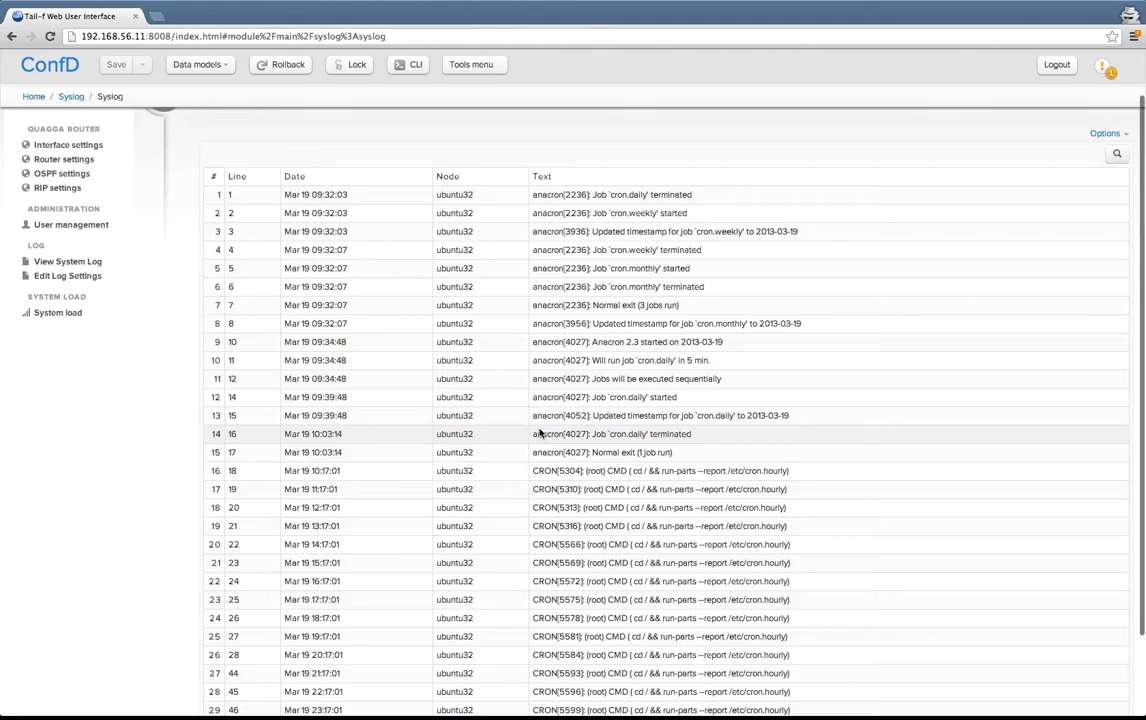 Tail-f Web User Interface
192.168.56.11:8008/index.html#module%2Fmain%2Fsyslog%3Asyslog
ConfD Save Data models Rollback Lock CLI Tools menu Logout 1
Home / Syslog / Syslog
QUAGGA ROUTER
Interface settings
Router settings
OSPF settings
RIP settings
ADMINISTRATION
User management
LOG
View System Log
Edit Log Settings
SYSTEM LOAD
System load
Options
# Line Date Node Text
1 1 Mar 19 09:32:03 ubuntu32 anacron[2236]: Job `cron.daily' terminated
2 2 Mar 19 09:32:03 ubuntu32 anacron[2236]: Job `cron.weekly' started
3 3 Mar 19 09:32:03 ubuntu32 anacron[3936]: Updated timestamp for job `cron.weekly' to 2013-03-19
4 4 Mar 19 09:32:07 ubuntu32 anacron[2236]: Job `cron.weekly' terminated
5 5 Mar 19 09:32:07 ubuntu32 anacron[2236]: Job `cron.monthly' started
6 6 Mar 19 09:32:07 ubuntu32 anacron[2236]: Job `cron.monthly' terminated
7 7 Mar 19 09:32:07 ubuntu32 anacron[2236]: Normal exit (3 jobs run)
8 8 Mar 19 09:32:07 ubuntu32 anacron[3956]: Updated timestamp for job `cron.monthly' to 2013-03-19
9 10 Mar 19 09:34:48 ubuntu32 anacron[4027]: Anacron 2.3 started on 2013-03-19
10 11 Mar 19 09:34:48 ubuntu32 anacron[4027]: Will run job `cron.daily' in 5 min.
11 12 Mar 19 09:34:48 ubuntu32 anacron[4027]: Jobs will be executed sequentially
12 14 Mar 19 09:39:48 ubuntu32 anacron[4027]: Job `cron.daily' started
13 15 Mar 19 09:39:48 ubuntu32 anacron[4052]: Updated timestamp for job `cron.daily' to 2013-03-19
14 16 Mar 19 10:03:14 ubuntu32 anacron[4027]: Job `cron.daily' terminated
15 17 Mar 19 10:03:14 ubuntu32 anacron[4027]: Normal exit (1 job run)
16 18 Mar 19 10:17:01 ubuntu32 CRON[5304]: (root) CMD ( cd / && run-parts --report /etc/cron.hourly)
17 19 Mar 19 11:17:01 ubuntu32 CRON[5310]: (root) CMD ( cd / && run-parts --report /etc/cron.hourly)
18 20 Mar 19 12:17:01 ubuntu32 CRON[5313]: (root) CMD ( cd / && run-parts --report /etc/cron.hourly)
19 21 Mar 19 13:17:01 ubuntu32 CRON[5316]: (root) CMD ( cd / && run-parts --report /etc/cron.hourly)
20 22 Mar 19 14:17:01 ubuntu32 CRON[5566]: (root) CMD ( cd / && run-parts --report /etc/cron.hourly)
21 23 Mar 19 15:17:01 ubuntu32 CRON[5569]: (root) CMD ( cd / && run-parts --report /etc/cron.hourly)
22 24 Mar 19 16:17:01 ubuntu32 CRON[5572]: (root) CMD ( cd / && run-parts --report /etc/cron.hourly)
23 25 Mar 19 17:17:01 ubuntu32 CRON[5575]: (root) CMD ( cd / && run-parts --report /etc/cron.hourly)
24 26 Mar 19 18:17:01 ubuntu32 CRON[5578]: (root) CMD ( cd / && run-parts --report /etc/cron.hourly)
25 27 Mar 19 19:17:01 ubuntu32 CRON[5581]: (root) CMD ( cd / && run-parts --report /etc/cron.hourly)
26 28 Mar 19 20:17:01 ubuntu32 CRON[5584]: (root) CMD ( cd / && run-parts --report /etc/cron.hourly)
27 44 Mar 19 21:17:01 ubuntu32 CRON[5593]: (root) CMD ( cd / && run-parts --report /etc/cron.hourly)
28 45 Mar 19 22:17:01 ubuntu32 CRON[5596]: (root) CMD ( cd / && run-parts --report /etc/cron.hourly)
29 46 Mar 19 23:17:01 ubuntu32 CRON[5599]: (root) CMD ( cd / && run-parts --report /etc/cron.hourly)